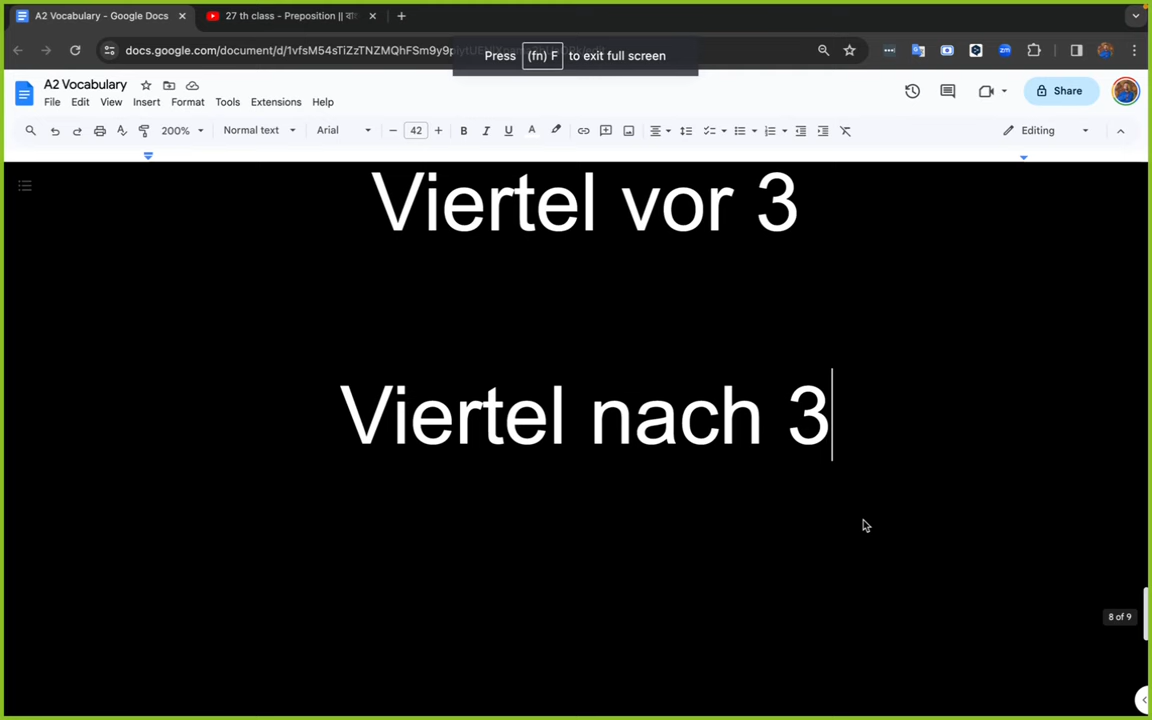 A2 Vocabulary - Google Docs
27 th class - Preposition ||
docs.google.com/document/d/1vfsM54sTiZzTNZMQhFSm9y9p
Press (fn) F to exit full screen
A2 Vocabulary
File Edit View Insert Format Tools Extensions Help
Share
200% Normal text Arial 42 Editing
Viertel vor 3
Viertel nach 3
8 of 9